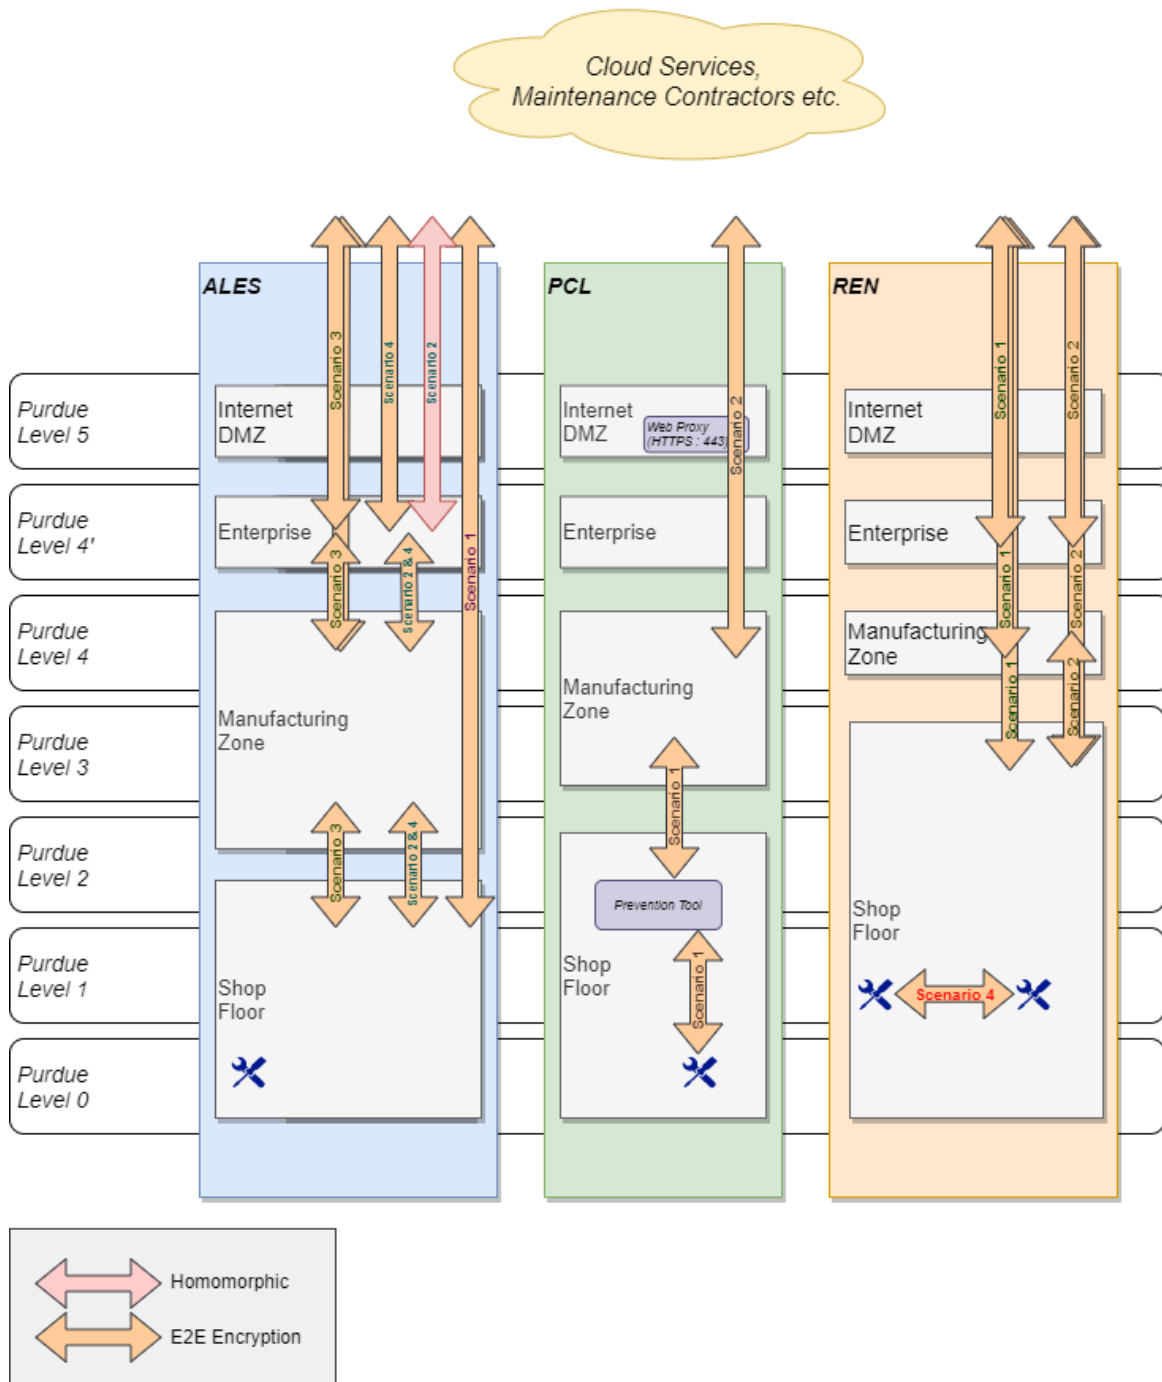 Cloud Services,
Maintenance Contractors etc.
ALES
PCL
REN
Scenario 3
Scenario 4
Scenario 2
Scenario 1
Scenario 2
Scenario 1
Scenario 2
Purdue
Level 5
Internet
DMZ
Internet
DMZ
Web Proxy
(HTTPS : 443)
Internet
DMZ
Purdue
Level 4'
Enterprise
Enterprise
Enterprise
Scenario 3
Scenario 2 & 4
Scenario 1
Scenario 2
Purdue
Level 4
Manufacturing
Zone
Scenario 1
Scenario 2
Purdue
Level 3
Manufacturing
Zone
Manufacturing
Zone
Scenario 1
Purdue
Level 2
Scenario 3
Scenario 2 & 4
Prevention Tool
Shop
Floor
Purdue
Level 1
Shop
Floor
Shop
Floor
Scenario 1
Scenario 4
Purdue
Level 0
Homomorphic
E2E Encryption